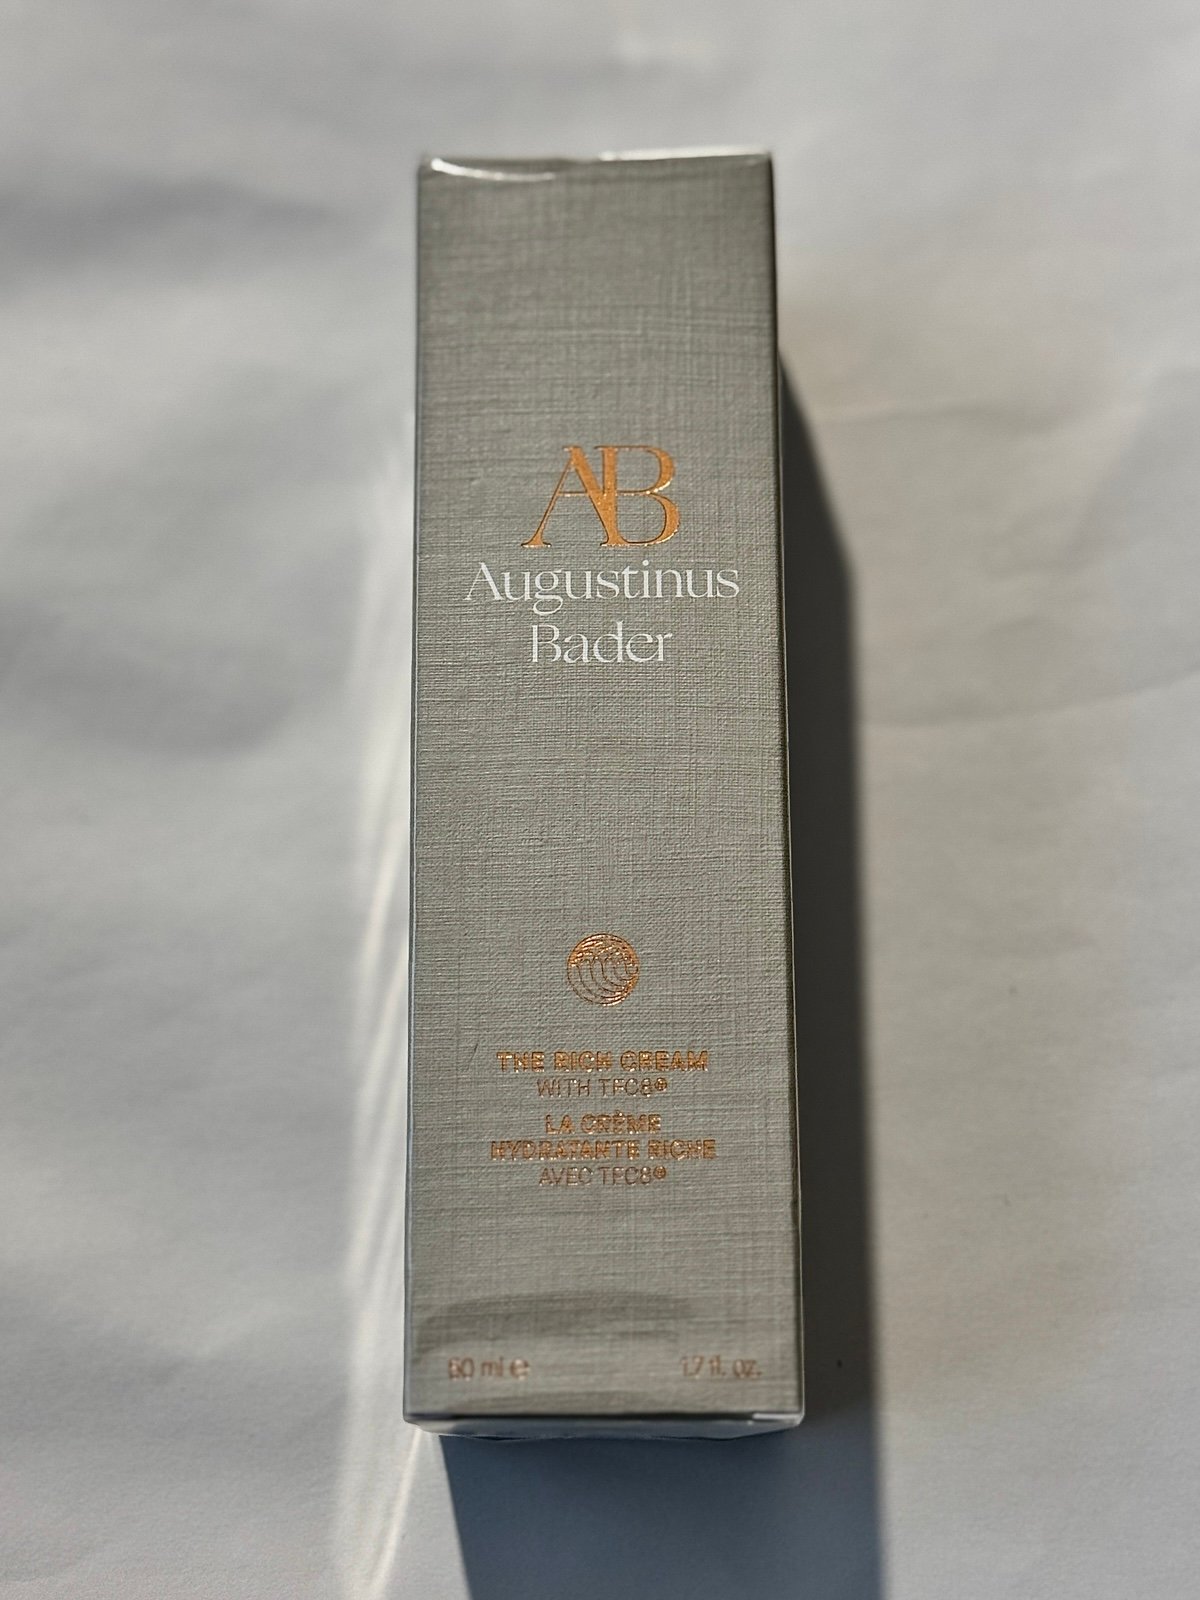 AB
Augustinus
Bader
THE RICH CREAM
WITH TFC8®
LA CRÈME
HYDRATANTE RICHE
AVEC TFC8®
50 ml ℮
1.7 fl. oz.